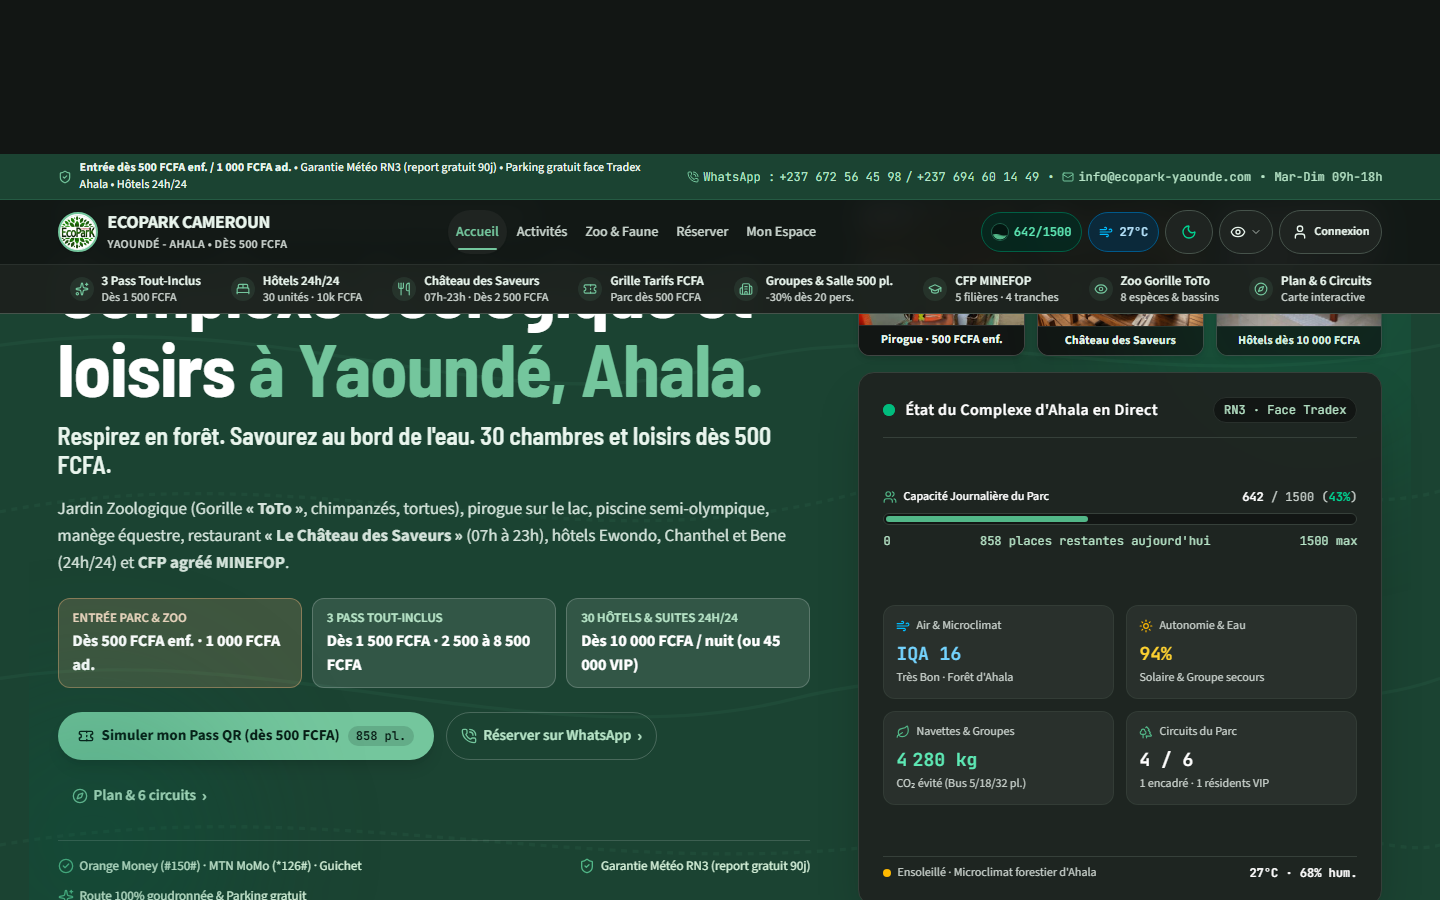 Entrée dès 500 FCFA enf. / 1 000 FCFA ad. • Garantie Météo RN3 (report gratuit 90j) • Parking gratuit face Tradex
Ahala • Hôtels 24h/24
WhatsApp : +237 672 56 45 98 / +237 694 60 14 49 • info@ecopark-yaounde.com • Mar-Dim 09h-18h
EcoParK
ECOPARK CAMEROUN
YAOUNDÉ - AHALA • DÈS 500 FCFA
Accueil
Activités
Zoo & Faune
Réserver
Mon Espace
642/1500
27°C
Connexion
3 Pass Tout-Inclus
Dès 1 500 FCFA
Hôtels 24h/24
30 unités · 10k FCFA
Château des Saveurs
07h-23h · Dès 2 500 FCFA
Grille Tarifs FCFA
Parc dès 500 FCFA
Groupes & Salle 500 pl.
-30% dès 20 pers.
CFP MINEFOP
5 filières · 4 tranches
Zoo Gorille ToTo
8 espèces & bassins
Plan & 6 Circuits
Carte interactive
Complexe écologique et
loisirs à Yaoundé, Ahala.
Respirez en forêt. Savourez au bord de l'eau. 30 chambres et loisirs dès 500
FCFA.
Jardin Zoologique (Gorille « ToTo », chimpanzés, tortues), pirogue sur le lac, piscine semi-olympique,
manège équestre, restaurant « Le Château des Saveurs » (07h à 23h), hôtels Ewondo, Chanthel et Bene
(24h/24) et CFP agréé MINEFOP.
ENTRÉE PARC & ZOO
Dès 500 FCFA enf. · 1 000 FCFA
ad.
3 PASS TOUT-INCLUS
Dès 1 500 FCFA · 2 500 à 8 500
FCFA
30 HÔTELS & SUITES 24H/24
Dès 10 000 FCFA / nuit (ou 45
000 VIP)
Simuler mon Pass QR (dès 500 FCFA) 858 pl.
Réserver sur WhatsApp ›
Plan & 6 circuits ›
Orange Money (#150#) · MTN MoMo (*126#) · Guichet
Garantie Météo RN3 (report gratuit 90j)
Route 100% goudronnée & Parking gratuit
Pirogue · 500 FCFA enf.
Château des Saveurs
Hôtels dès 10 000 FCFA
État du Complexe d'Ahala en Direct
RN3 · Face Tradex
Capacité Journalière du Parc
642 / 1500 (43%)
0
858 places restantes aujourd'hui
1500 max
Air & Microclimat
IQA 16
Très Bon · Forêt d'Ahala
Autonomie & Eau
94%
Solaire & Groupe secours
Navettes & Groupes
4 280 kg
CO₂ évité (Bus 5/18/32 pl.)
Circuits du Parc
4 / 6
1 encadré · 1 résidents VIP
Ensoleillé · Microclimat forestier d'Ahala
27°C · 68% hum.